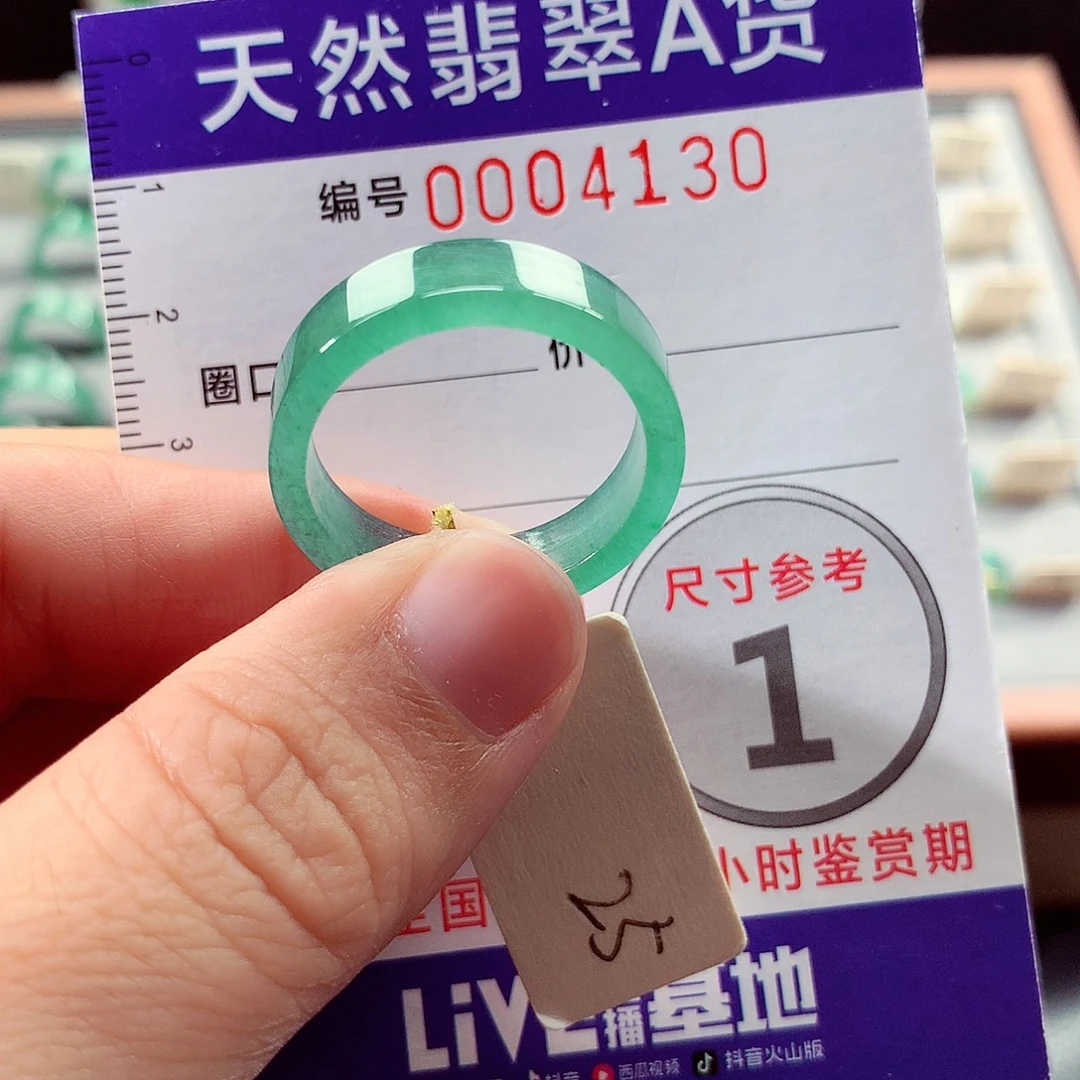 天然翡翠A货
编号 0004130
0
1
2
3
圈口
价
尺寸参考
1
全国
小时鉴赏期
25
LiVE
播基地
抖音 西瓜视频 抖音火山版